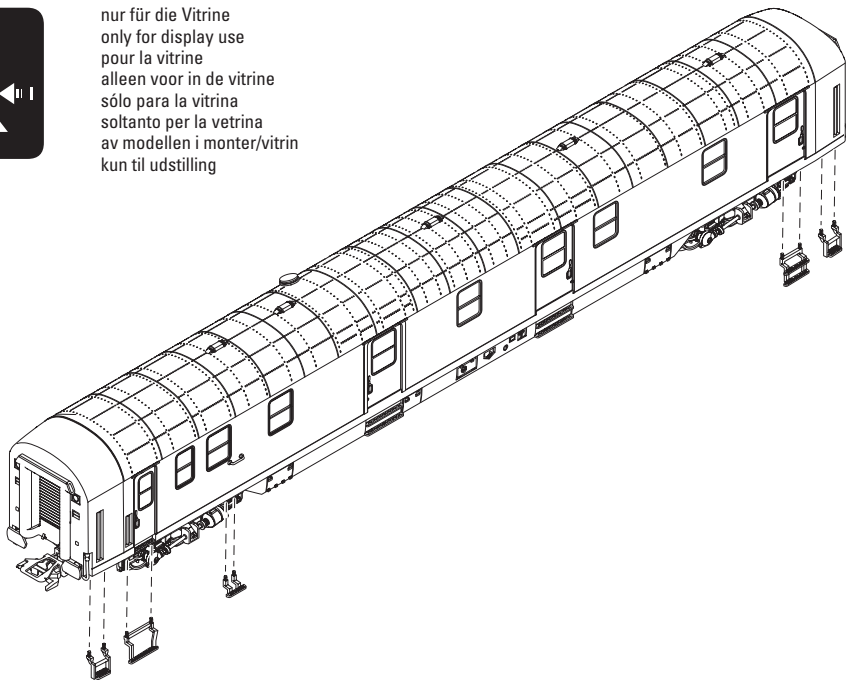 nur für die Vitrine
only for display use
pour la vitrine
alleen voor in de vitrine
sólo para la vitrina
soltanto per la vetrina
av modellen i monter/vitrin
kun til udstilling